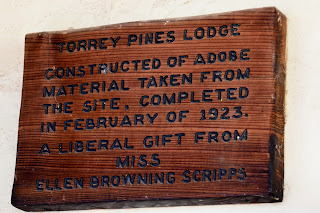 TORREY PINES LODGE
CONSTRUCTED OF ADOBE
MATERIAL TAKEN FROM
THE SITE, COMPLETED
IN FEBRUARY OF 1923.
A LIBERAL GIFT FROM
MISS
ELLEN BROWNING SCRIPPS